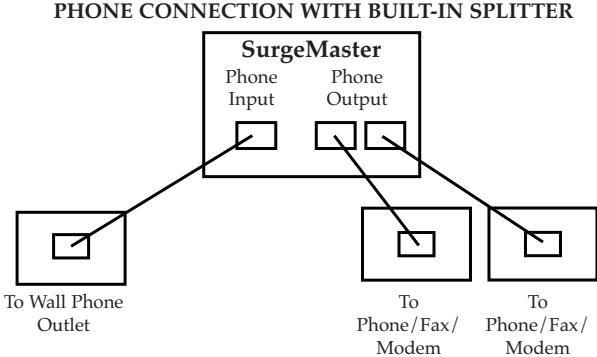 PHONE CONNECTION WITH BUILT-IN SPLITTER
SurgeMaster
Phone
Input
Phone
Output
To Wall Phone
Outlet
To
Phone/Fax/
Modem
To
Phone/Fax/
Modem